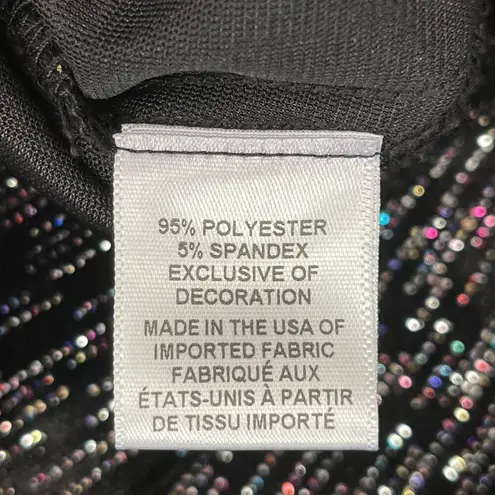 95% POLYESTER
5% SPANDEX
EXCLUSIVE OF
DECORATION
MADE IN THE USA OF
IMPORTED FABRIC
FABRIQUÉ AUX
ÉTATS-UNIS À PARTIR
DE TISSU IMPORTÉ